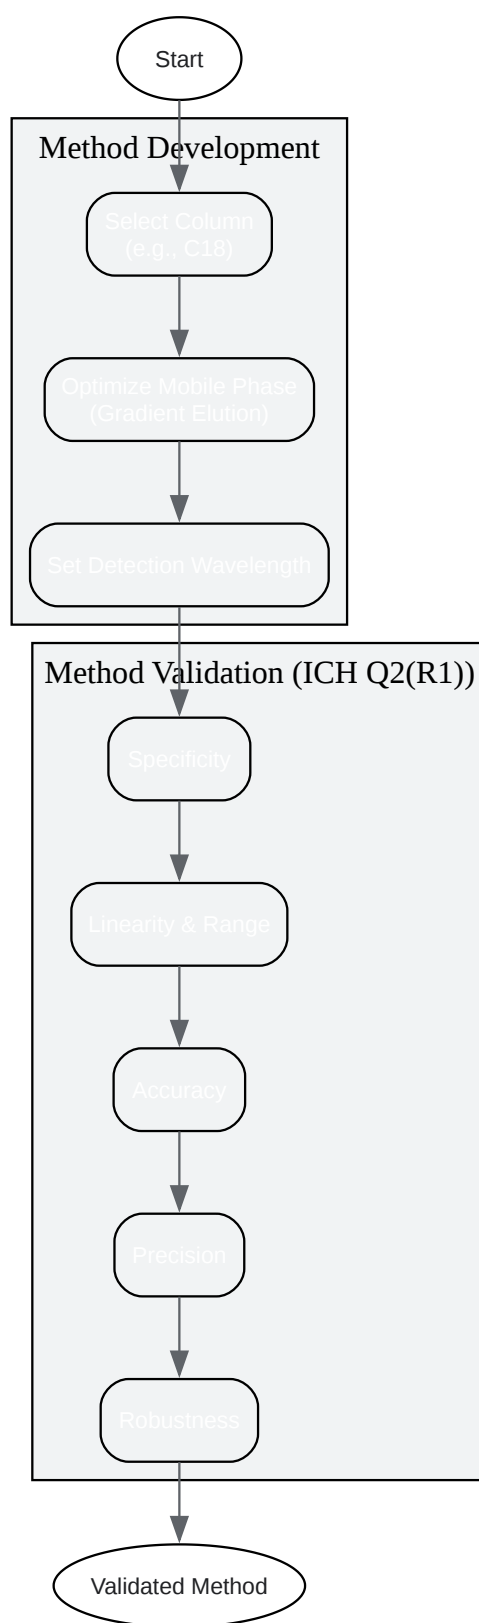 Start
Method Development
Select Column
(e.g., C18)
Optimize Mobile Phase
(Gradient Elution)
Set Detection Wavelength
Method Validation (ICH Q2(R1))
Specificity
Linearity & Range
Accuracy
Precision
Robustness
Validated Method